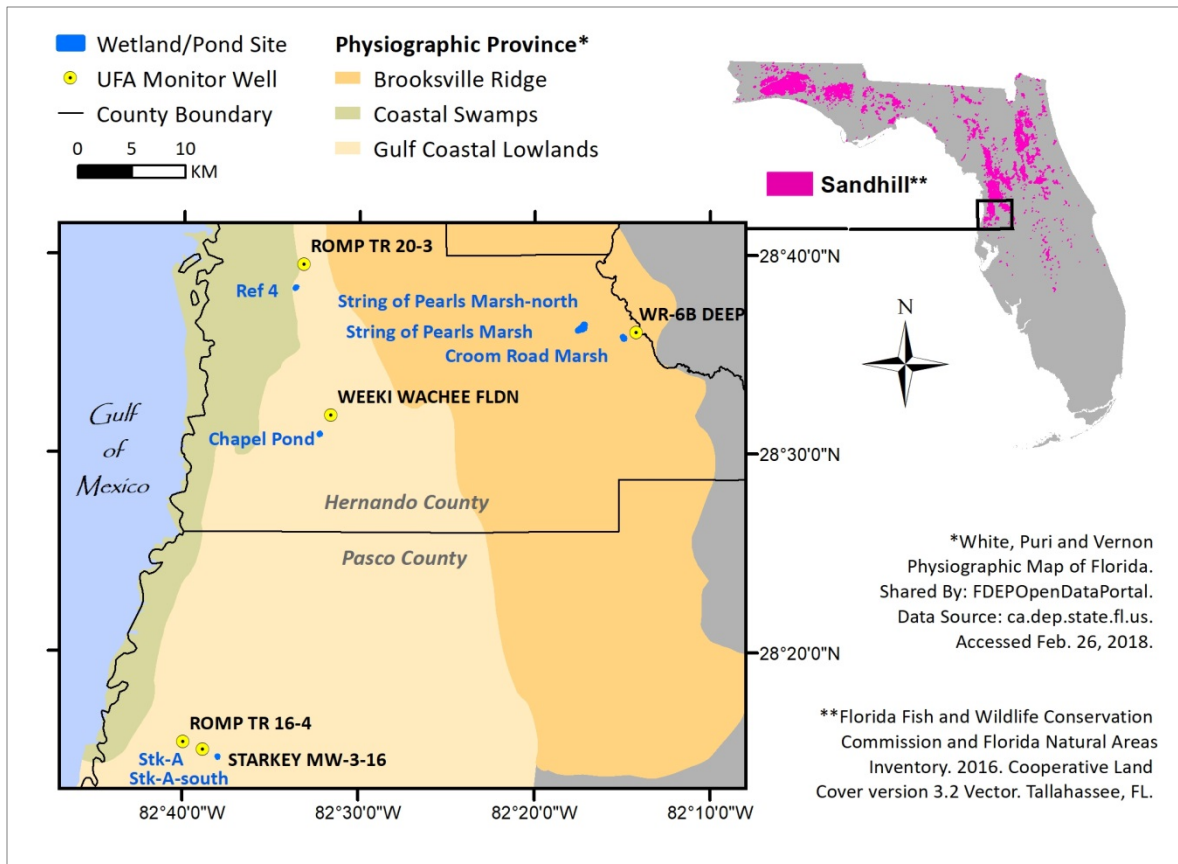 Wetland/Pond Site
UFA Monitor Well
County Boundary
0 5 10
KM
Physiographic Province*
Brooksville Ridge
Coastal Swamps
Gulf Coastal Lowlands
Sandhill**
ROMP TR 20-3
Ref 4
String of Pearls Marsh-north
WR-6B DEEP
String of Pearls Marsh
Croom Road Marsh
WEEKI WACHEE FLDN
Chapel Pond
Gulf
of
Mexico
Hernando County
Pasco County
ROMP TR 16-4
Stk-A
STARKEY MW-3-16
Stk-A-south
28°40'0"N
28°30'0"N
28°20'0"N
82°40'0"W 82°30'0"W 82°20'0"W 82°10'0"W
N
*White, Puri and Vernon
Physiographic Map of Florida.
Shared By: FDEPOpenDataPortal.
Data Source: ca.dep.state.fl.us.
Accessed Feb. 26, 2018.
**Florida Fish and Wildlife Conservation
Commission and Florida Natural Areas
Inventory. 2016. Cooperative Land
Cover version 3.2 Vector. Tallahassee, FL.